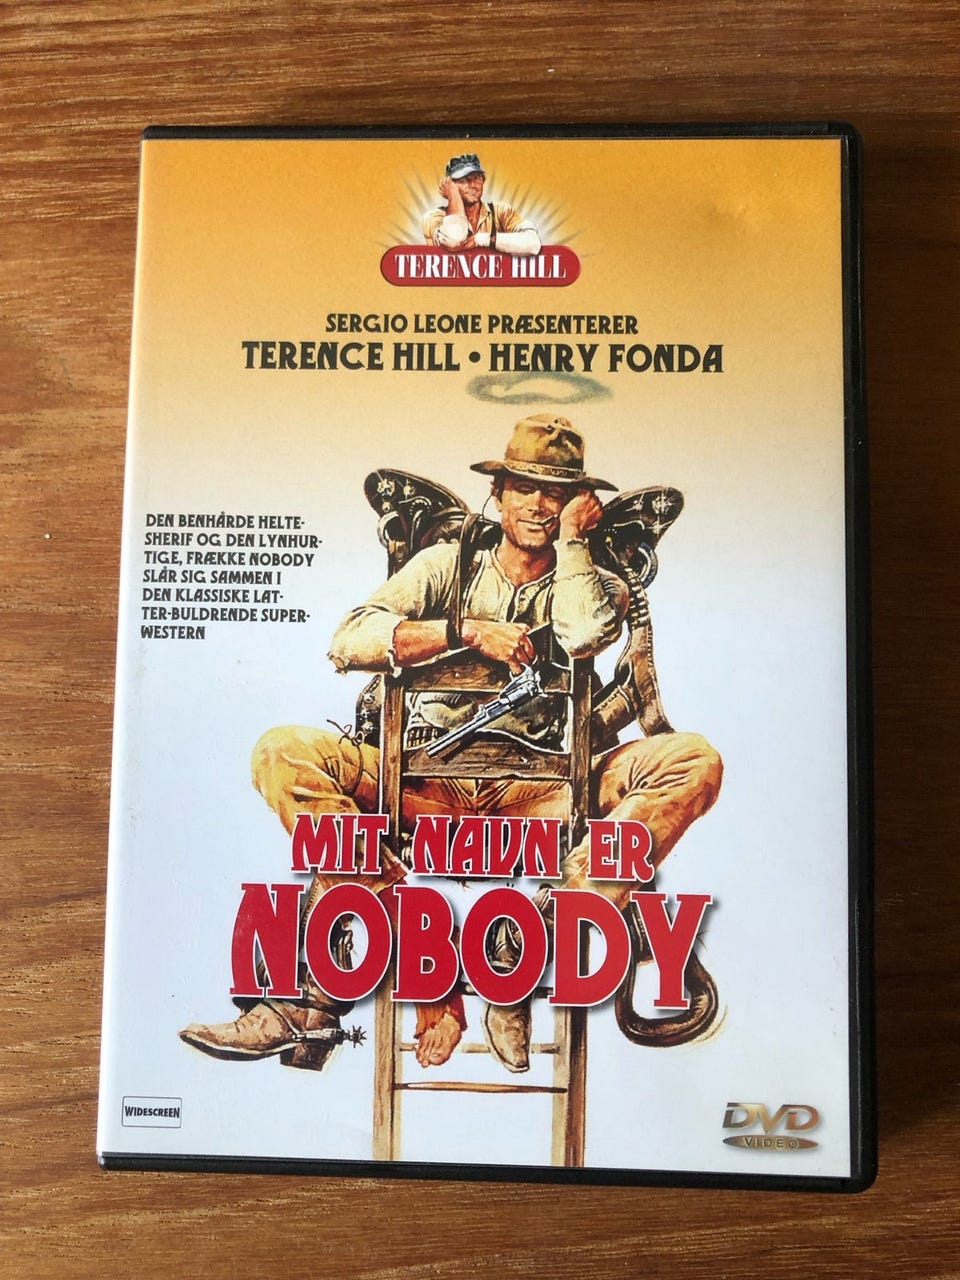 TERENCE HILL
SERGIO LEONE PRÆSENTERER
TERENCE HILL • HENRY FONDA
DEN BENHÅRDE HELTE-
SHERIF OG DEN LYNHUR-
TIGE, FRÆKKE NOBODY
SLÅR SIG SAMMEN I
DEN KLASSISKE LAT-
TER-BULDRENDE SUPER-
WESTERN
MIT NAVN ER
NOBODY
WIDESCREEN
DVD
VIDEO